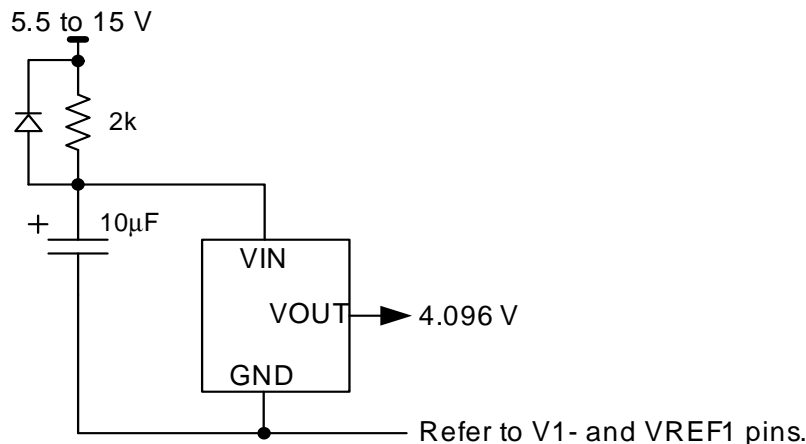 5.5 to 15 V
2k
+ 10µF
VIN
VOUT 4.096 V
GND
Refer to V1- and VREF1 pins.